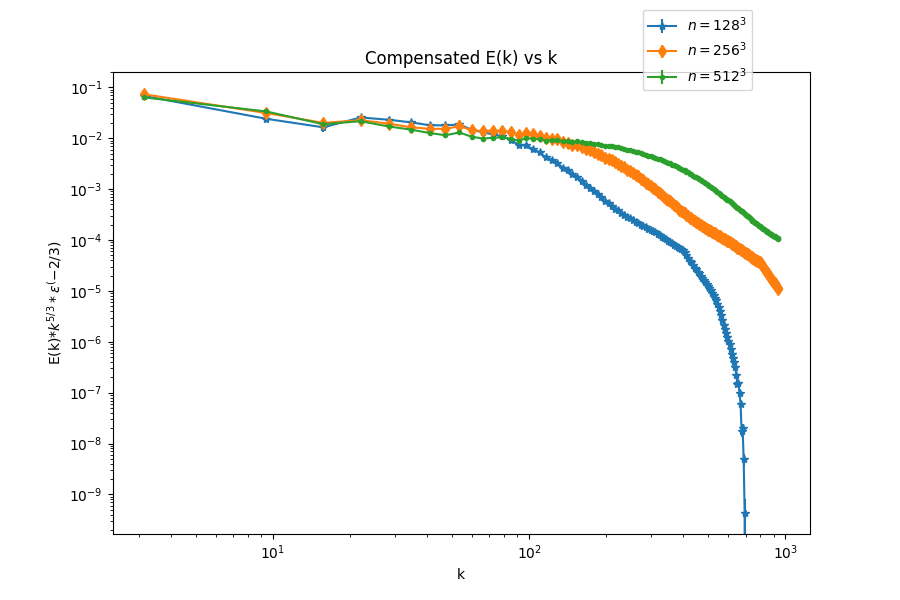 n = 128³
n = 256³
n = 512³
Compensated E(k) vs k
E(k)*k^{5/3} * ε^(−2/3)
10⁻¹
10⁻²
10⁻³
10⁻⁴
10⁻⁵
10⁻⁶
10⁻⁷
10⁻⁸
10⁻⁹
10¹ 10² 10³
k